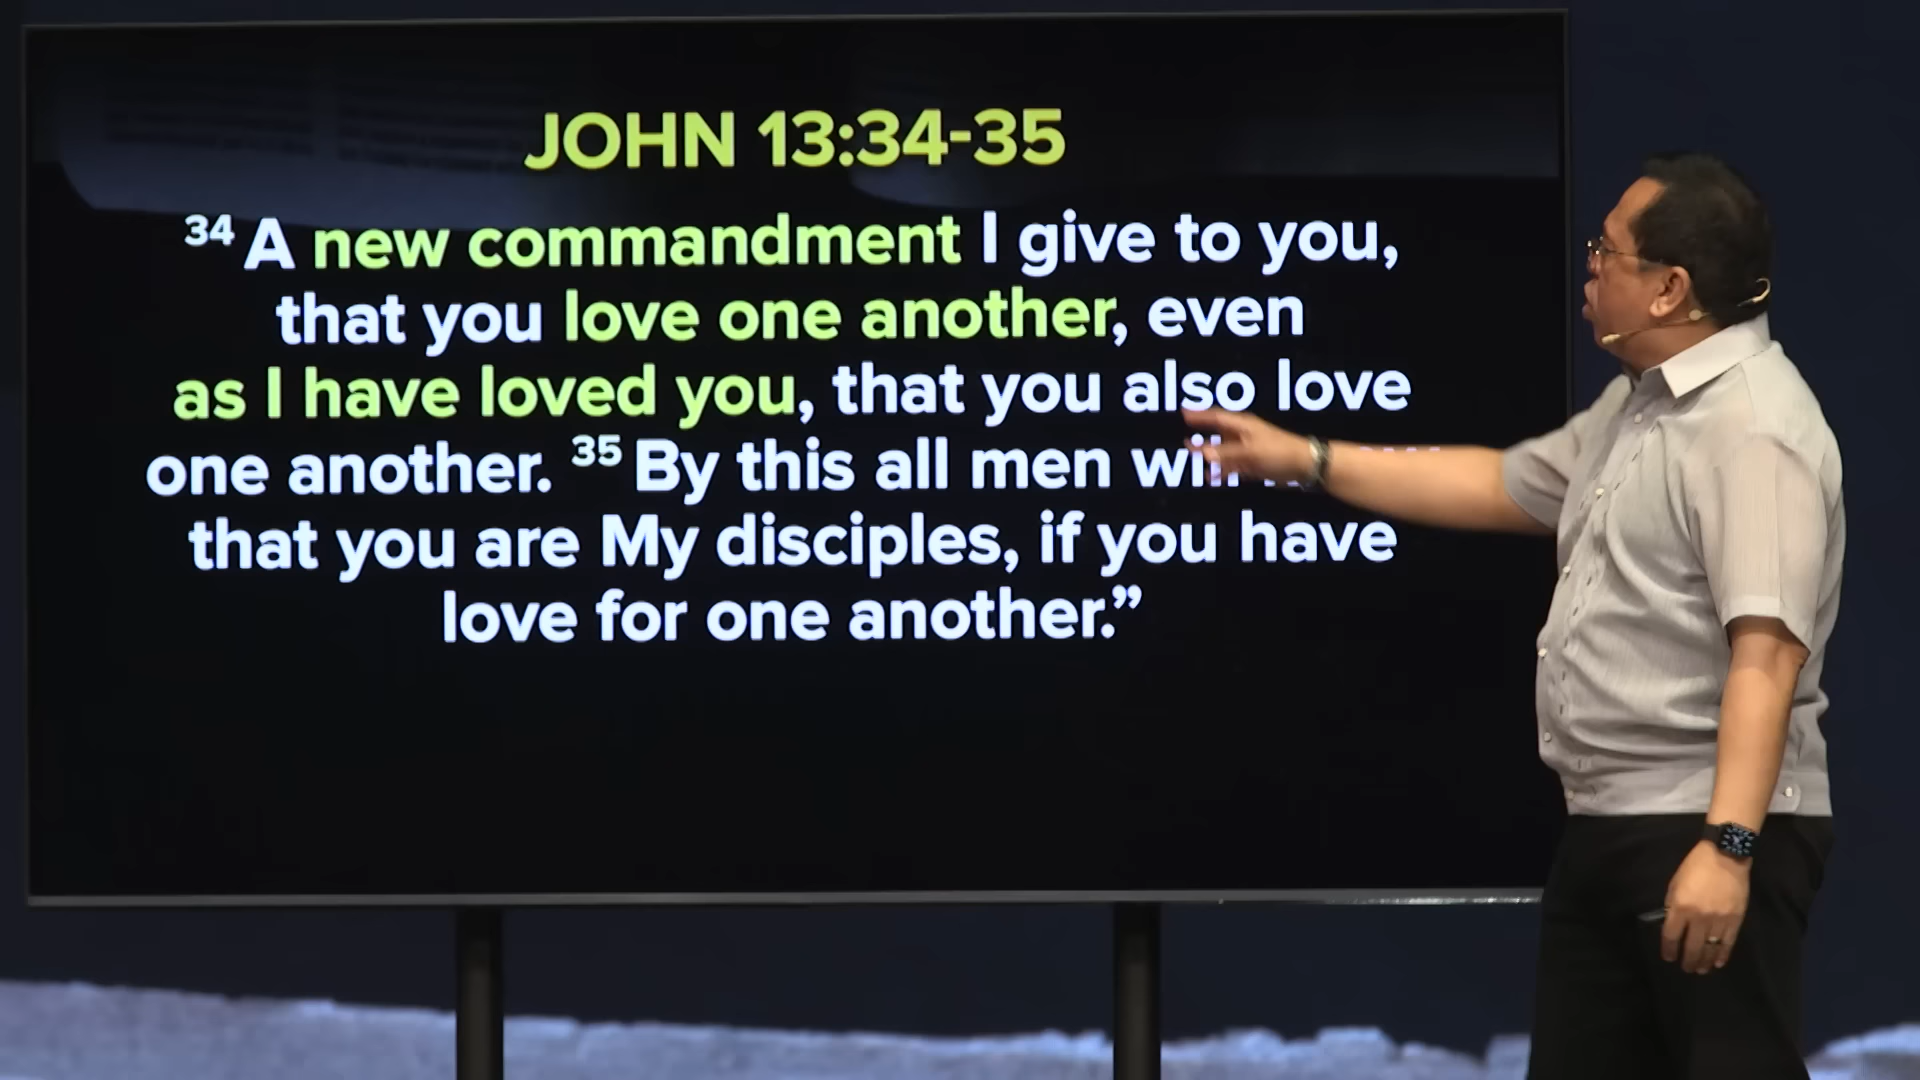 JOHN 13:34-35
34 A new commandment I give to you,
that you love one another, even
as I have loved you, that you also love
one another. 35 By this all men
that you are My disciples, if you have
love for one another.”